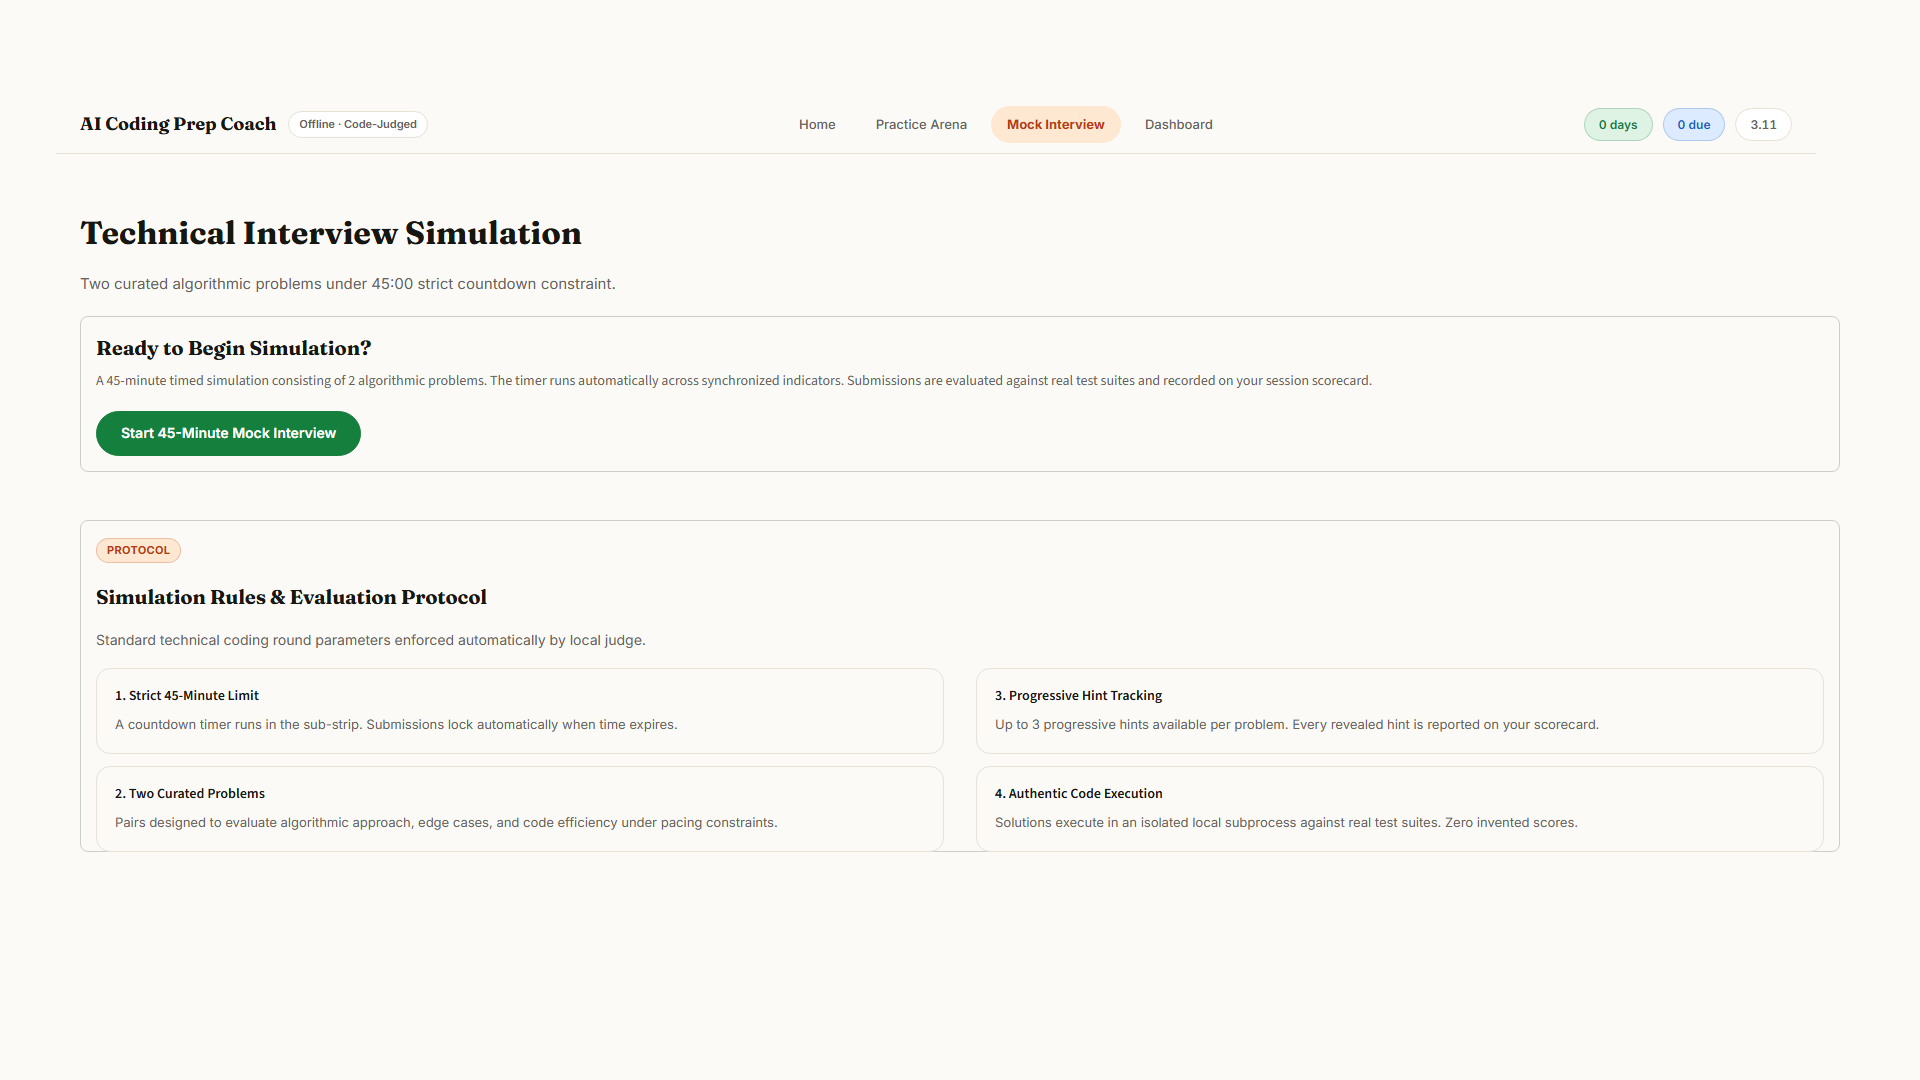 AI Coding Prep Coach
Offline · Code-Judged
Home
Practice Arena
Mock Interview
Dashboard
0 days
0 due
3.11
Technical Interview Simulation
Two curated algorithmic problems under 45:00 strict countdown constraint.
Ready to Begin Simulation?
A 45-minute timed simulation consisting of 2 algorithmic problems. The timer runs automatically across synchronized indicators. Submissions are evaluated against real test suites and recorded on your session scorecard.
Start 45-Minute Mock Interview
PROTOCOL
Simulation Rules & Evaluation Protocol
Standard technical coding round parameters enforced automatically by local judge.
1. Strict 45-Minute Limit
A countdown timer runs in the sub-strip. Submissions lock automatically when time expires.
2. Two Curated Problems
Pairs designed to evaluate algorithmic approach, edge cases, and code efficiency under pacing constraints.
3. Progressive Hint Tracking
Up to 3 progressive hints available per problem. Every revealed hint is reported on your scorecard.
4. Authentic Code Execution
Solutions execute in an isolated local subprocess against real test suites. Zero invented scores.